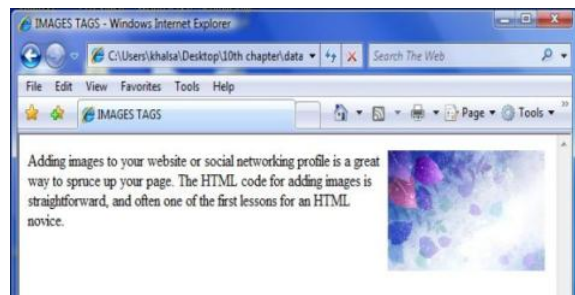 IMAGES TAGS - Windows Internet Explorer
C:\Users\khalsa\Desktop\10th chapter\data
Search The Web
File Edit View Favorites Tools Help
IMAGES TAGS
Page Tools
Adding images to your website or social networking profile is a great
way to spruce up your page. The HTML code for adding images is
straightforward, and often one of the first lessons for an HTML
novice.